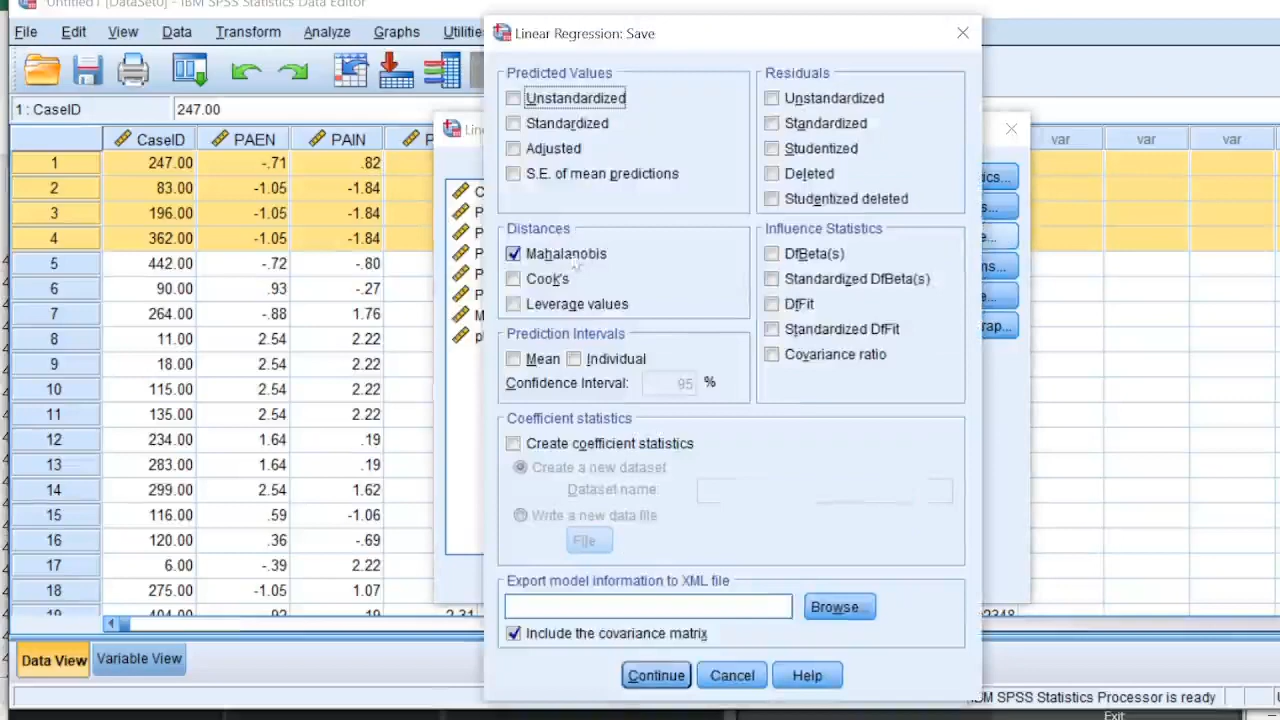 Untitled1 [DataSet0] - IBM SPSS Statistics Data Editor
File Edit View Data Transform Analyze Graphs Utilities
1 : CaseID 247.00
CaseID PAEN PAIN var var var
1 247.00 -.71 .82
2 83.00 -1.05 -1.84
3 196.00 -1.05 -1.84
4 362.00 -1.05 -1.84
5 442.00 -.72 -.80
6 90.00 .93 -.27
7 264.00 -.88 1.76
8 11.00 2.54 2.22
9 18.00 2.54 2.22
10 115.00 2.54 2.22
11 135.00 2.54 2.22
12 234.00 1.64 .19
13 283.00 1.64 .19
14 299.00 2.54 1.62
15 116.00 .59 -1.06
16 120.00 .36 -.69
17 6.00 -.39 2.22
18 275.00 -1.05 1.07
Data View Variable View
IBM SPSS Statistics Processor is ready
Exit
Linear Regression: Save
Predicted Values
Unstandardized
Standardized
Adjusted
S.E. of mean predictions
Residuals
Unstandardized
Standardized
Studentized
Deleted
Studentized deleted
Distances
Mahalanobis
Cook's
Leverage values
Influence Statistics
DfBeta(s)
Standardized DfBeta(s)
DfFit
Standardized DfFit
Covariance ratio
Prediction Intervals
Mean Individual
Confidence Interval: 95 %
Coefficient statistics
Create coefficient statistics
Create a new dataset
Dataset name:
Write a new data file
File...
Export model information to XML file
Browse...
Include the covariance matrix
Continue Cancel Help